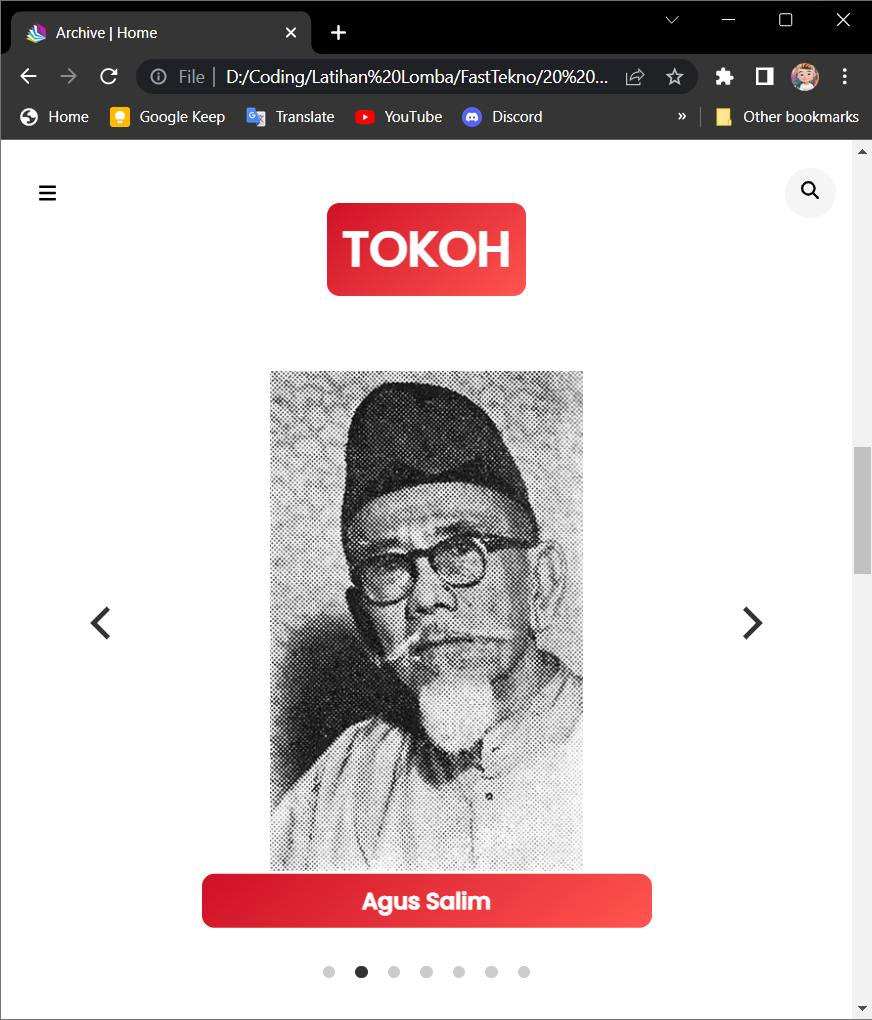 Archive | Home
File
D:/Coding/Latihan%20Lomba/FastTekno/20%20...
Home
Google Keep
Translate
YouTube
Discord
»
Other bookmarks
TOKOH
Agus Salim